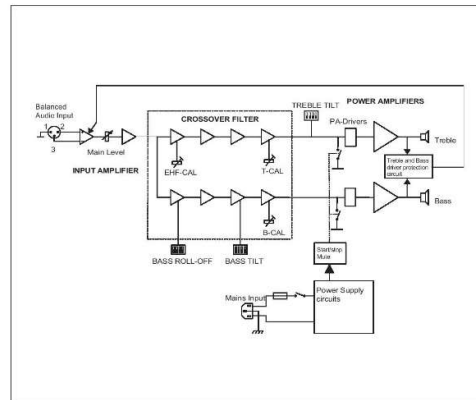 TREBLE TILT
POWER AMPLIFIERS
Balanced
Audio Input
1
2
3
CROSSOVER FILTER
PA-Drivers
Treble
Main Level
INPUT AMPLIFIER
EHF-CAL
T-CAL
Treble and Bass
driver protection
circuit
Bass
B-CAL
BASS ROLL-OFF
BASS TILT
Start/stop
Mute
Mains Input
Power Supply
circuits